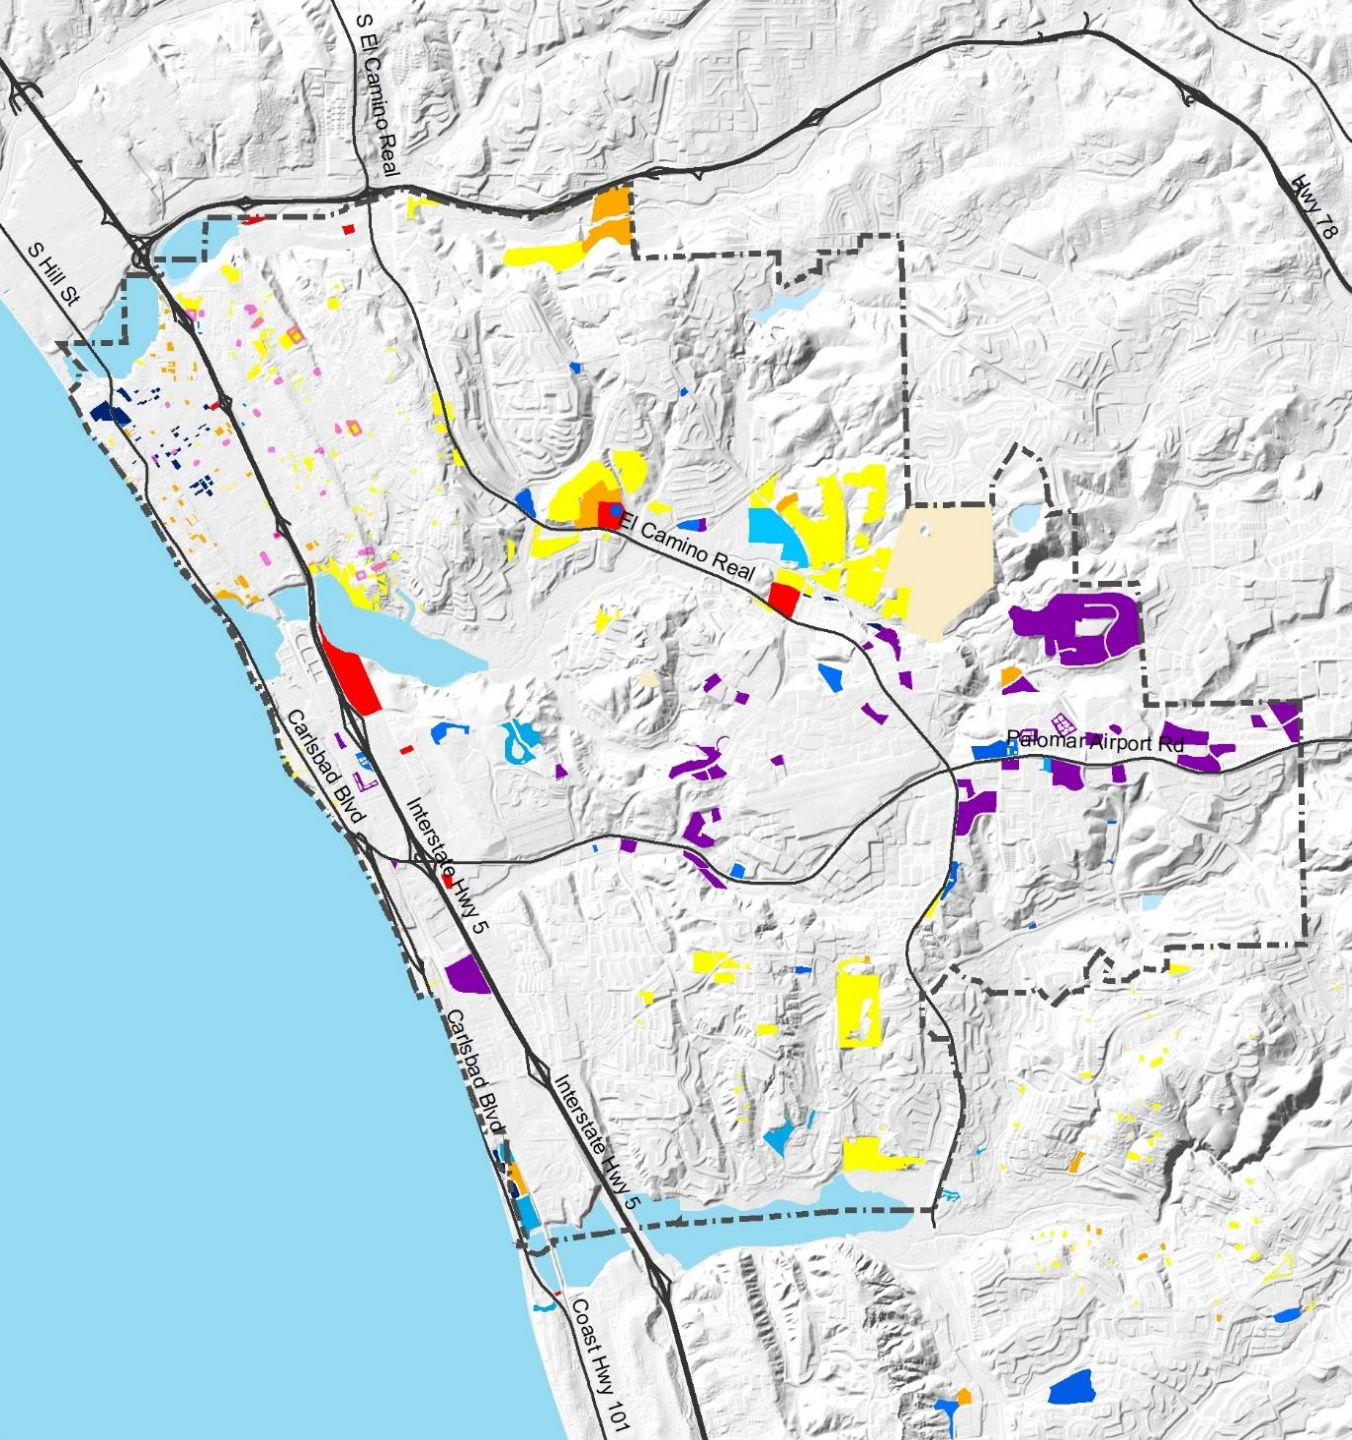 S El Camino Real
Hwy 78
S Hill St
El Camino Real
Carlsbad Blvd
Palomar Airport Rd
Interstate Hwy 5
Carlsbad Blvd
Interstate Hwy 5
Coast Hwy 101